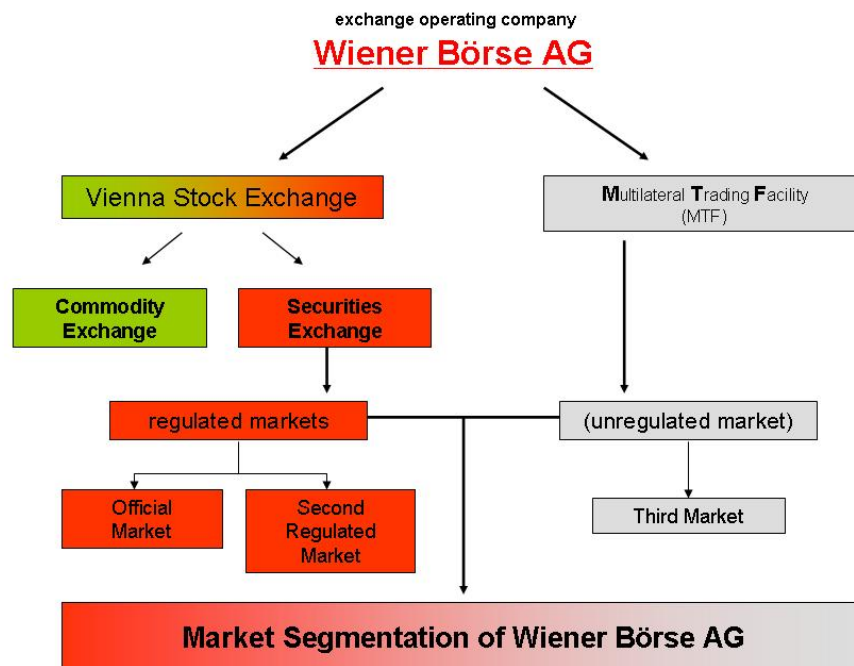 exchange operating company
Wiener Börse AG
Vienna Stock Exchange
Multilateral Trading Facility
(MTF)
Commodity
Exchange
Securities
Exchange
regulated markets
(unregulated market)
Official
Market
Second
Regulated
Market
Third Market
Market Segmentation of Wiener Börse AG